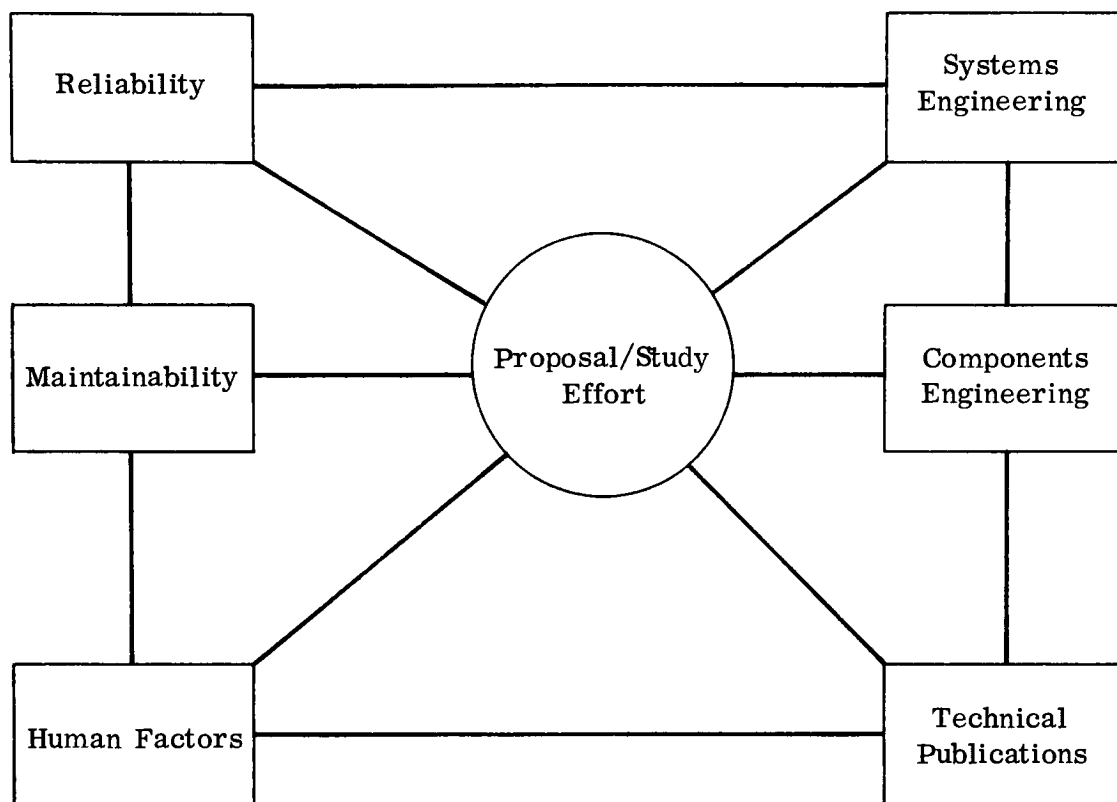 Reliability
Systems
Engineering
Proposal/Study
Effort
Maintainability
Components
Engineering
Human Factors
Technical
Publications